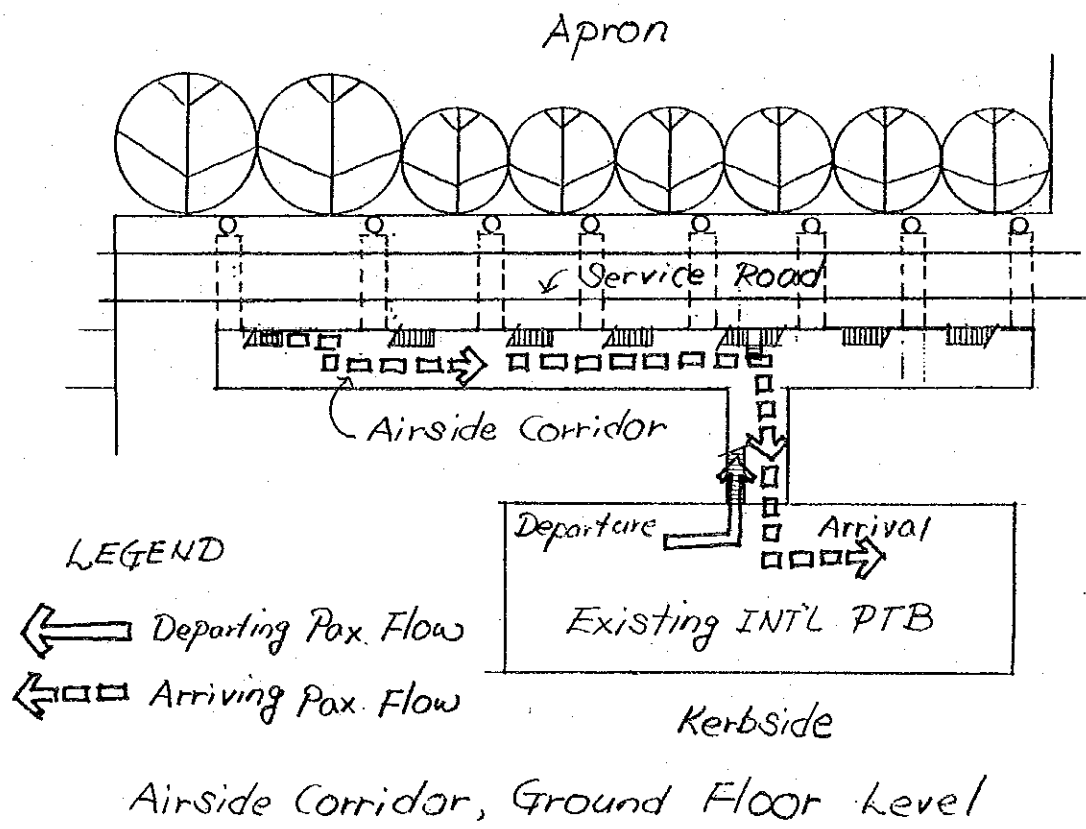 Apron
Service Road
Airside Corridor
Departure
Arrival
Existing INT'L PTB
LEGEND
Departing Pax. Flow
Arriving Pax. Flow
Kerbside
Airside Corridor, Ground Floor Level